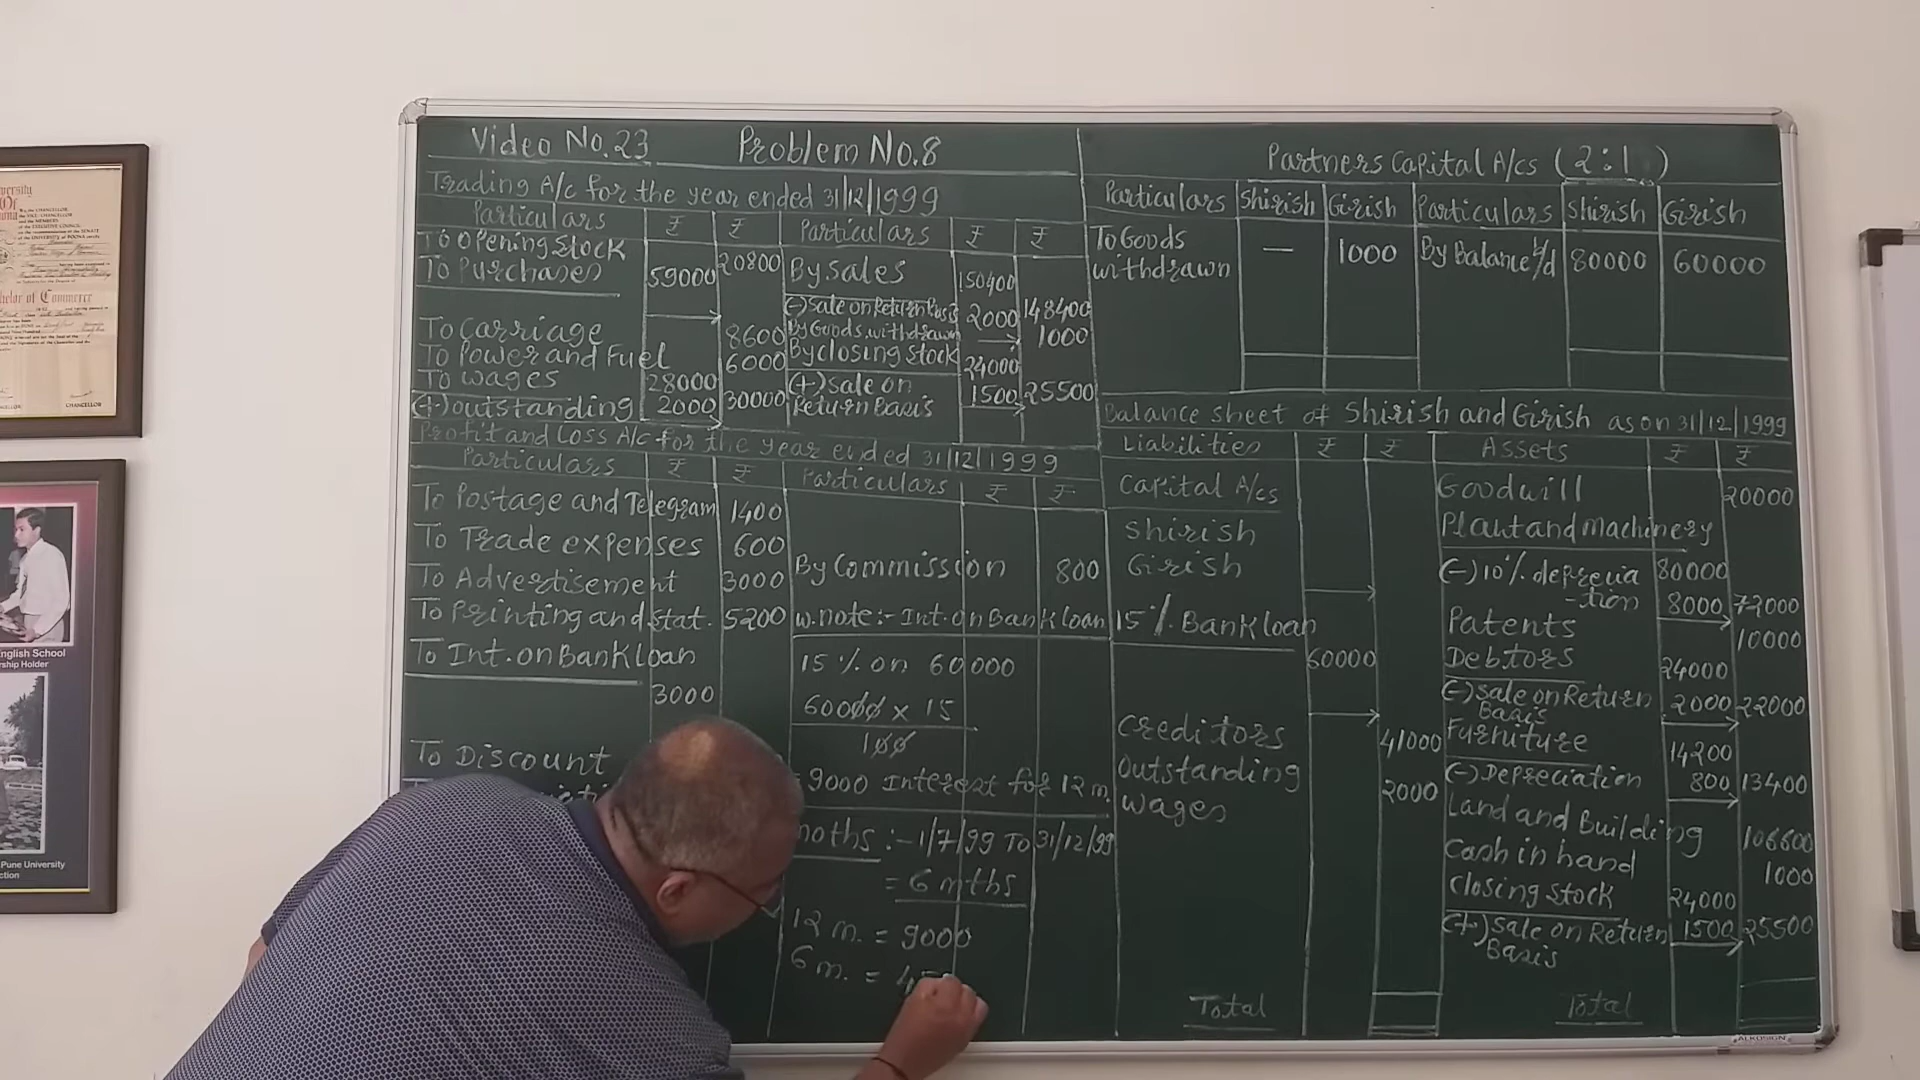 Video No.23 Problem No.8
Trading A/c for the year ended 31/12/1999
Particulars ₹ ₹ Particulars ₹ ₹
To Opening Stock 20800 By Sales 150400
To Purchases 59000 (-) Sale on Return Basis 2000 148400
To Carriage 8600 By Goods withdrawn 1000
To Power and Fuel 6000 By closing Stock 24000
To wages 28000 (+) Sale on
(+) outstanding 2000 30000 Return Basis 1500 25500
Profit and Loss A/c for the year ended 31/12/1999
Particulars ₹ ₹ Particulars ₹ ₹
To Postage and Telegram 1400
To Trade expenses 600 By Commission 800
To Advertisement 3000
To Printing and stat. 5200 w.note:- Int. on Bank loan
To Int. on Bank loan 15% on 60000
3000 60000 x 15
100
To Discount
9000 Interest for 12 m.
:- 1/7/99 To 31/12/99
= 6 mths
12 m. = 9000
6 m. =
Partners Capital A/cs (2:1)
Particulars Shirish Girish Particulars Shirish Girish
To Goods — 1000 By Balance b/d 80000 60000
withdrawn
Balance sheet of Shirish and Girish as on 31/12/1999
Liabilities ₹ ₹ Assets ₹ ₹
Capital A/cs Goodwill 20000
Shirish Plant and Machinery 80000
Girish (-) 10% deprecia
-tion 8000 72000
15% Bank loan 60000 Patents 10000
Debtors 24000
(-) Sale on Return 2000 22000
Basis
Creditors 41000 Furniture 14200
Outstanding (-) Depreciation 800 13400
wages 2000 Land and Building 106600
Cash in hand 1000
Closing Stock 24000
(+) Sale on Return 1500 25500
Basis
Total Total
CHANCELLOR
English School
Pune University